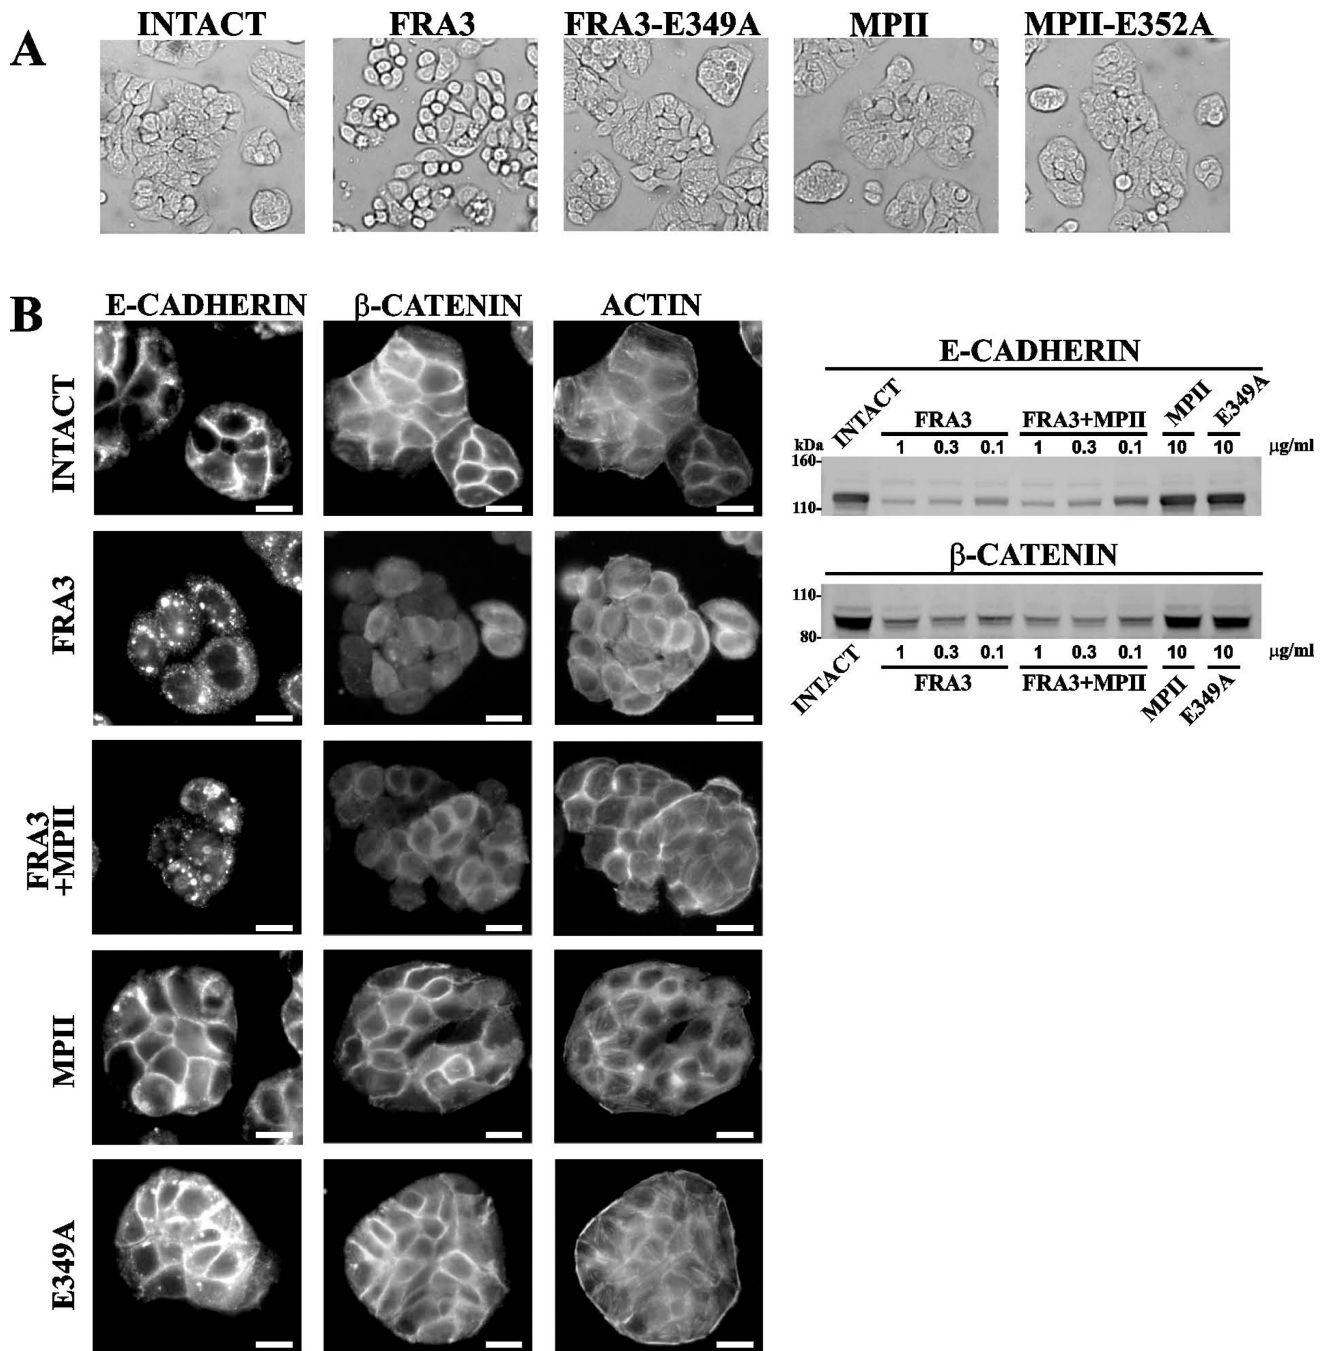 A
INTACT
FRA3
FRA3-E349A
MPII
MPII-E352A
B
E-CADHERIN
β-CATENIN
ACTIN
INTACT
FRA3
FRA3
+MPII
MPII
E349A
E-CADHERIN
INTACT
FRA3
FRA3+MPII
MPII
E349A
kDa
1 0.3 0.1 1 0.3 0.1 10 10 μg/ml
160-
110-
β-CATENIN
110-
80-
1 0.3 0.1 1 0.3 0.1 10 10 μg/ml
INTACT
FRA3
FRA3+MPII
MPII
E349A